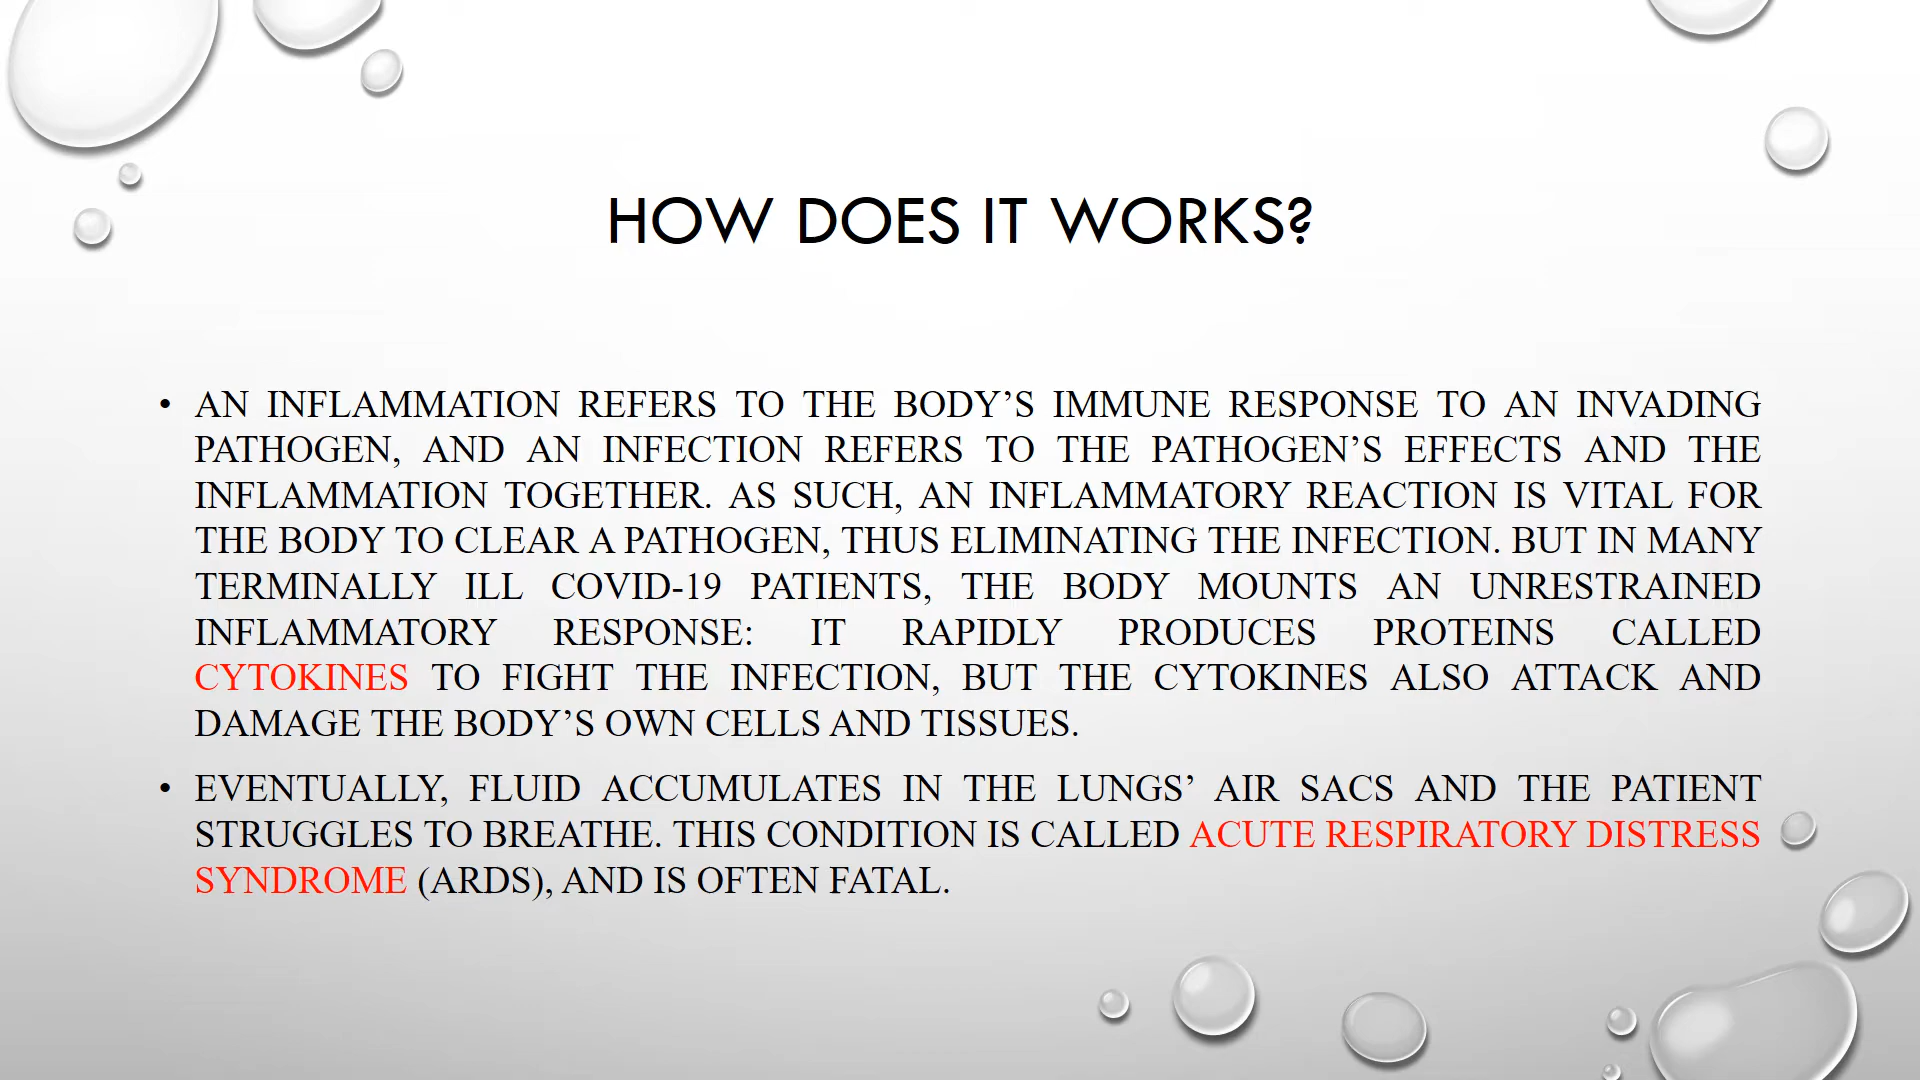 HOW DOES IT WORKS?
• AN INFLAMMATION REFERS TO THE BODY’S IMMUNE RESPONSE TO AN INVADING
PATHOGEN, AND AN INFECTION REFERS TO THE PATHOGEN’S EFFECTS AND THE
INFLAMMATION TOGETHER. AS SUCH, AN INFLAMMATORY REACTION IS VITAL FOR
THE BODY TO CLEAR A PATHOGEN, THUS ELIMINATING THE INFECTION. BUT IN MANY
TERMINALLY ILL COVID-19 PATIENTS, THE BODY MOUNTS AN UNRESTRAINED
INFLAMMATORY RESPONSE: IT RAPIDLY PRODUCES PROTEINS CALLED
CYTOKINES TO FIGHT THE INFECTION, BUT THE CYTOKINES ALSO ATTACK AND
DAMAGE THE BODY’S OWN CELLS AND TISSUES.
• EVENTUALLY, FLUID ACCUMULATES IN THE LUNGS’ AIR SACS AND THE PATIENT
STRUGGLES TO BREATHE. THIS CONDITION IS CALLED ACUTE RESPIRATORY DISTRESS
SYNDROME (ARDS), AND IS OFTEN FATAL.